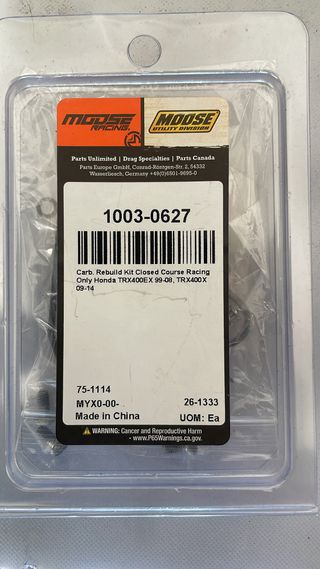 MOOSE RACING. MOOSE UTILITY DIVISION
Parts Unlimited | Drag Specialties | Parts Canada
Parts Europe GmbH, Conrad-Röntgen-Str. 2, 54332
Wasserliesch, Germany +49(0)6501-9695-0
1003-0627
Carb. Rebuild Kit Closed Course Racing
Only Honda TRX400EX 99-08, TRX400X
09-14
75-1114
MYX0-00- 26-1333
Made in China UOM: Ea
WARNING: Cancer and Reproductive Harm
- www.P65Warnings.ca.gov.